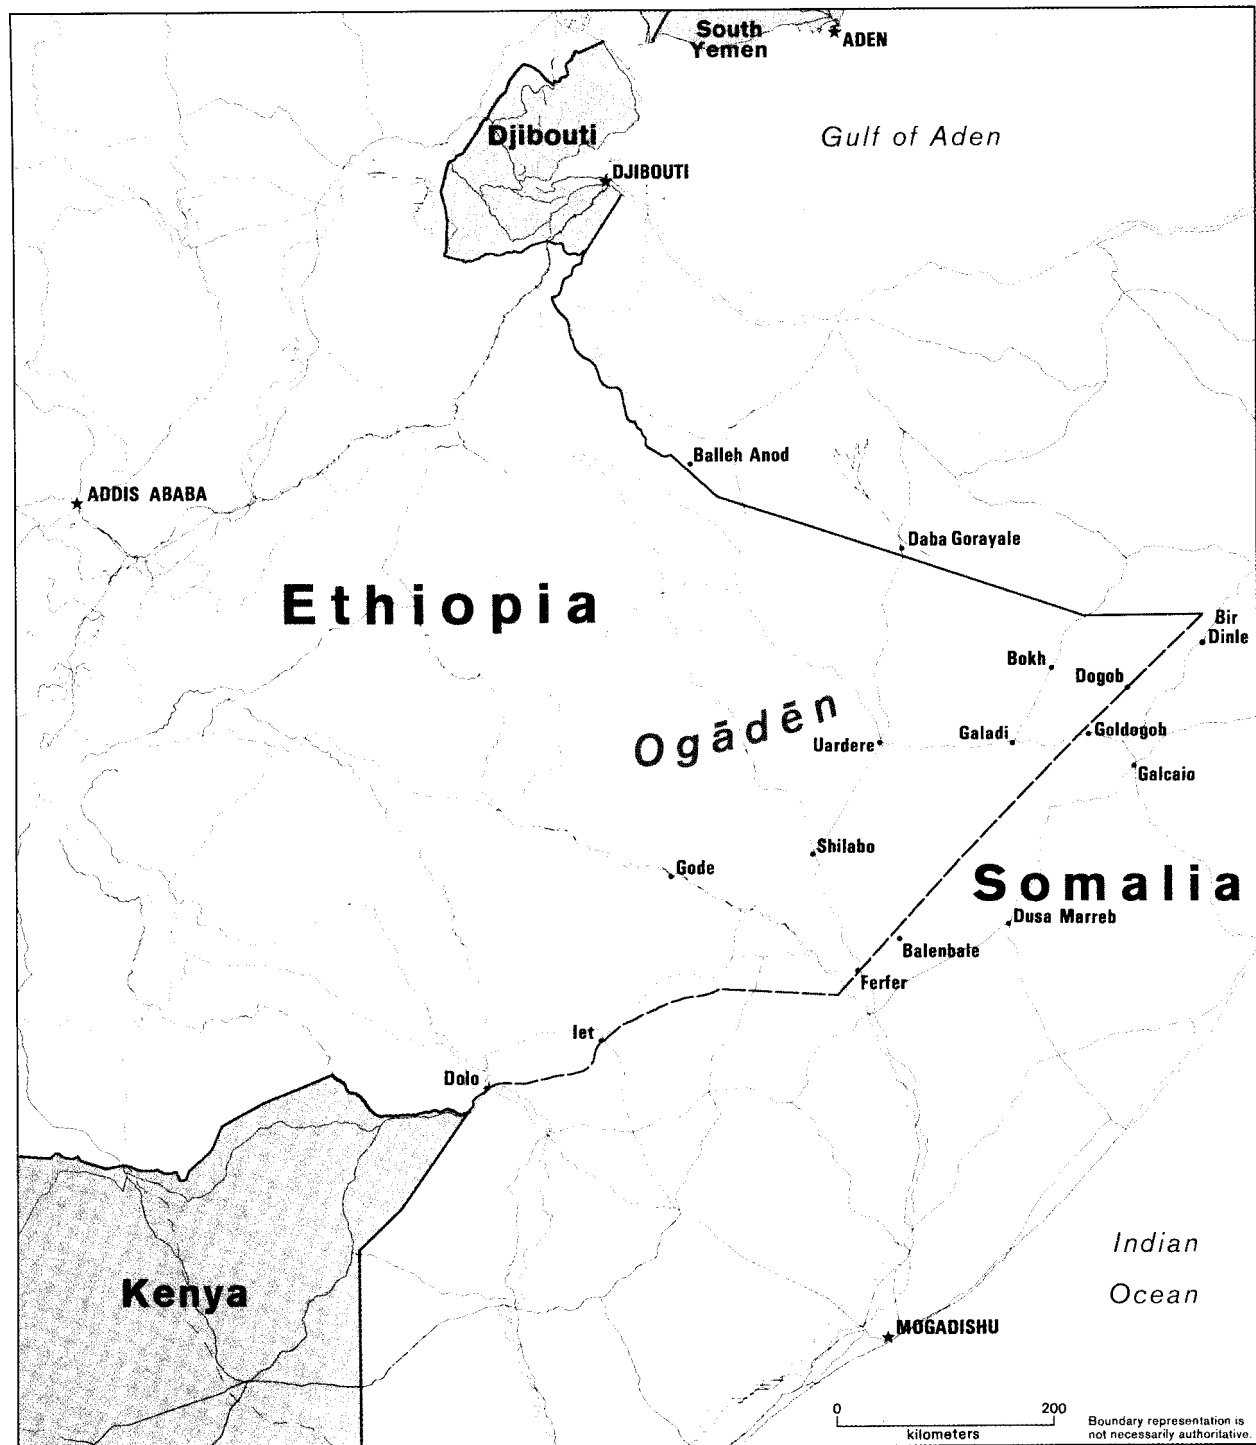 South
Yemen
ADEN
Djibouti
Gulf of Aden
DJIBOUTI
Balleh Anod
ADDIS ABABA
Daba Gorayale
Ethiopia
Bir
Dinle
Bokh
Dogob
Ogādēn
Uardere
Galadi
Goldogob
Galcaio
Shilabo
Gode
Somalia
Dusa Marreb
Balenbale
Ferfer
Iet
Dolo
Indian
Ocean
Kenya
MOGADISHU
0 200
kilometers
Boundary representation is
not necessarily authoritative.